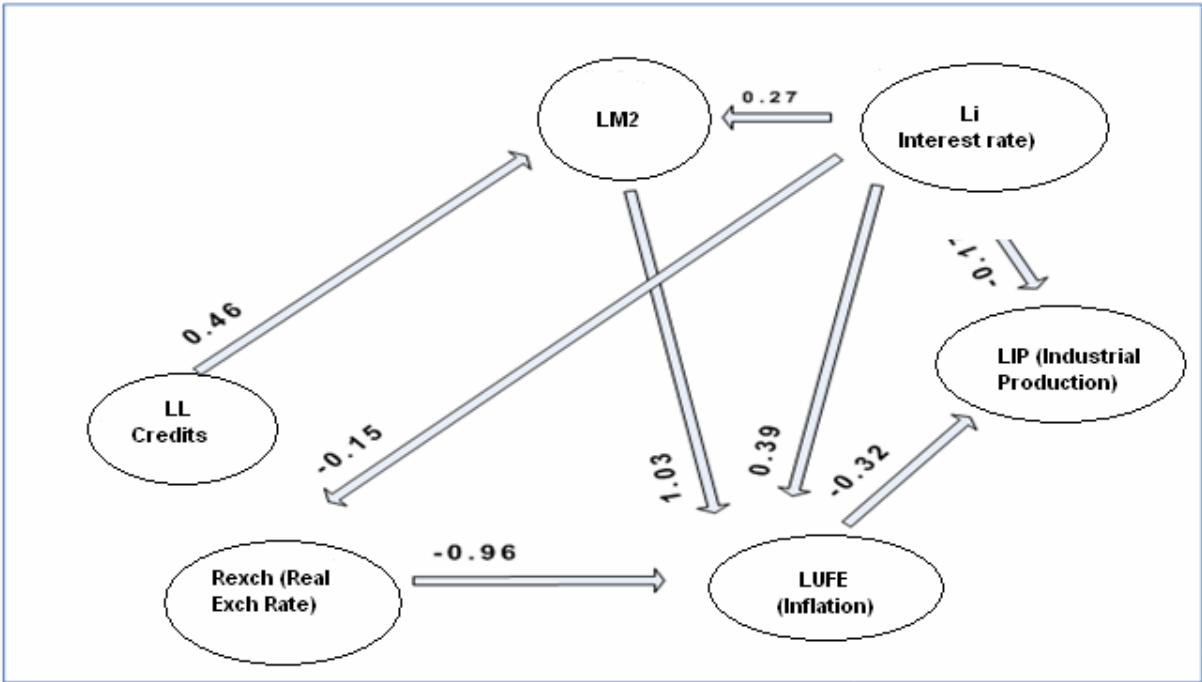 LM2
0.27
Li
Interest rate)
0.46
LL
Credits
-0.15
1.03
0.39
-0.32
LIP (Industrial
Production)
-0.96
Rexch (Real
Exch Rate)
LUFE
(Inflation)